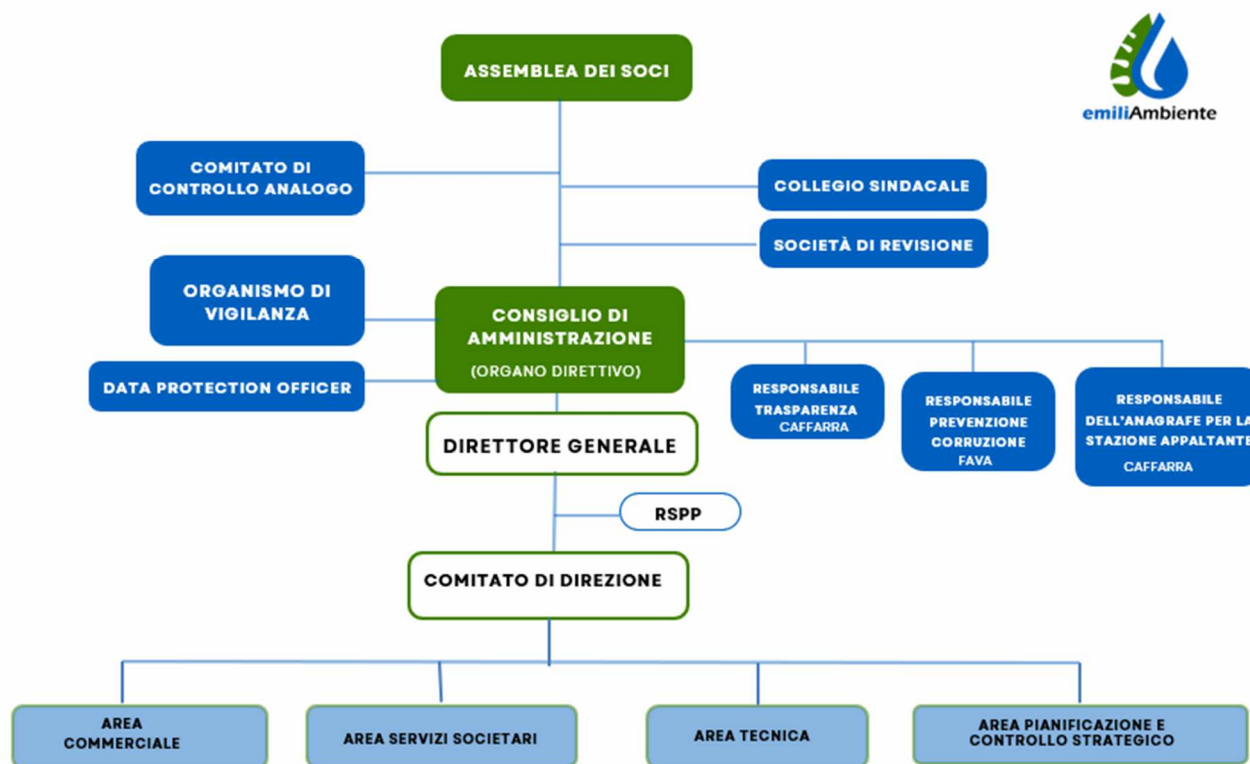 ASSEMBLEA DEI SOCI
emiliAmbiente
COMITATO DI
CONTROLLO ANALOGO
COLLEGIO SINDACALE
SOCIETÀ DI REVISIONE
ORGANISMO DI
VIGILANZA
CONSIGLIO DI
AMMINISTRAZIONE
(ORGANO DIRETTIVO)
DATA PROTECTION OFFICER
RESPONSABILE
TRASPARENZA
CAFFARRA
RESPONSABILE
PREVENZIONE
CORRUZIONE
FAVA
RESPONSABILE
DELL'ANAGRAFE PER LA
STAZIONE APPALTANTE
CAFFARRA
DIRETTORE GENERALE
RSPP
COMITATO DI DIREZIONE
AREA
COMMERCIALE
AREA SERVIZI SOCIETARI
AREA TECNICA
AREA PIANIFICAZIONE E
CONTROLLO STRATEGICO